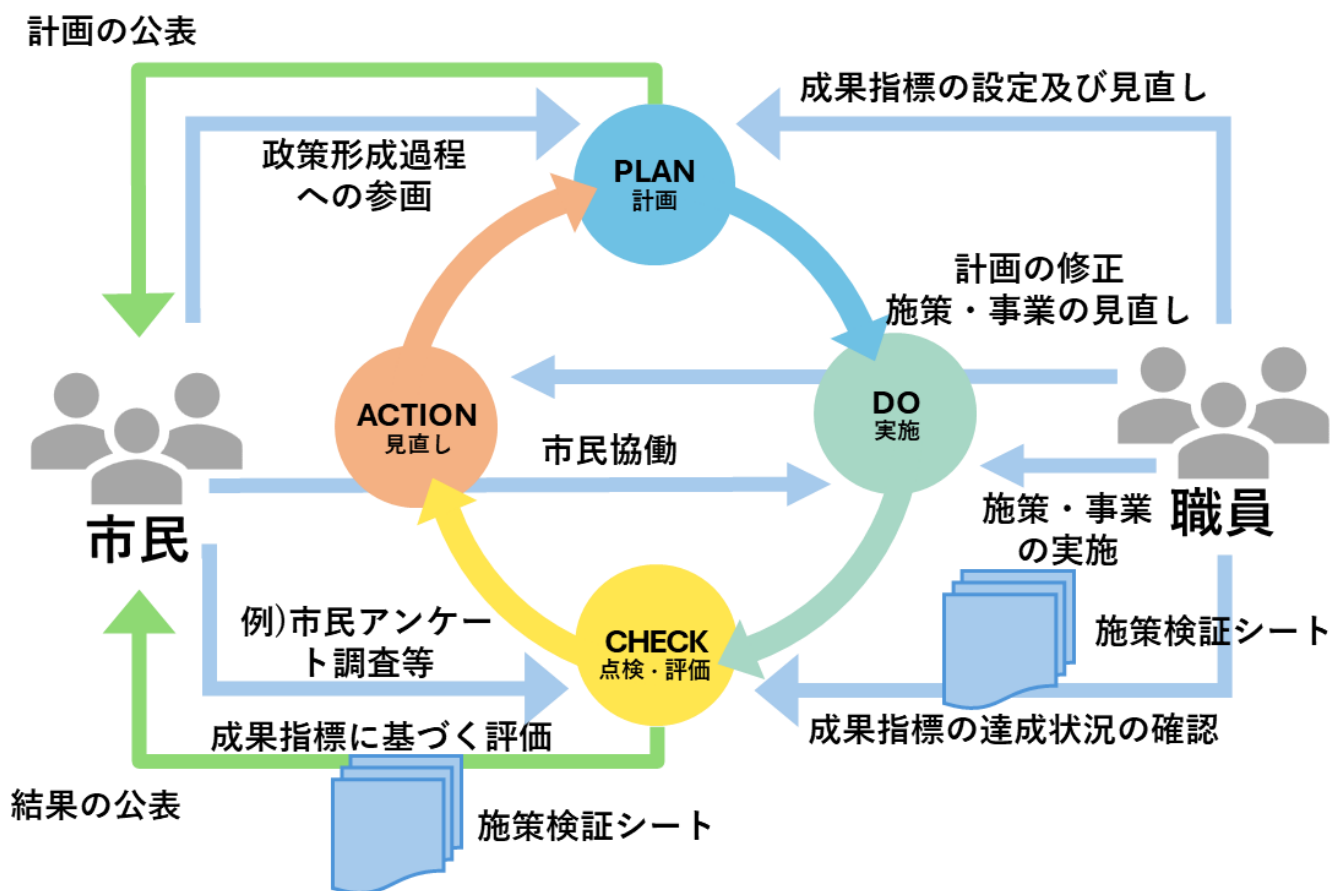 計画の公表
成果指標の設定及び見直し
政策形成過程
への参画
PLAN
計画
計画の修正
施策・事業の見直し
ACTION
見直し
DO
実施
市民協働
市民
職員
施策・事業
の実施
例)市民アンケー
ト調査等
CHECK
点検・評価
施策検証シート
成果指標に基づく評価
成果指標の達成状況の確認
結果の公表
施策検証シート